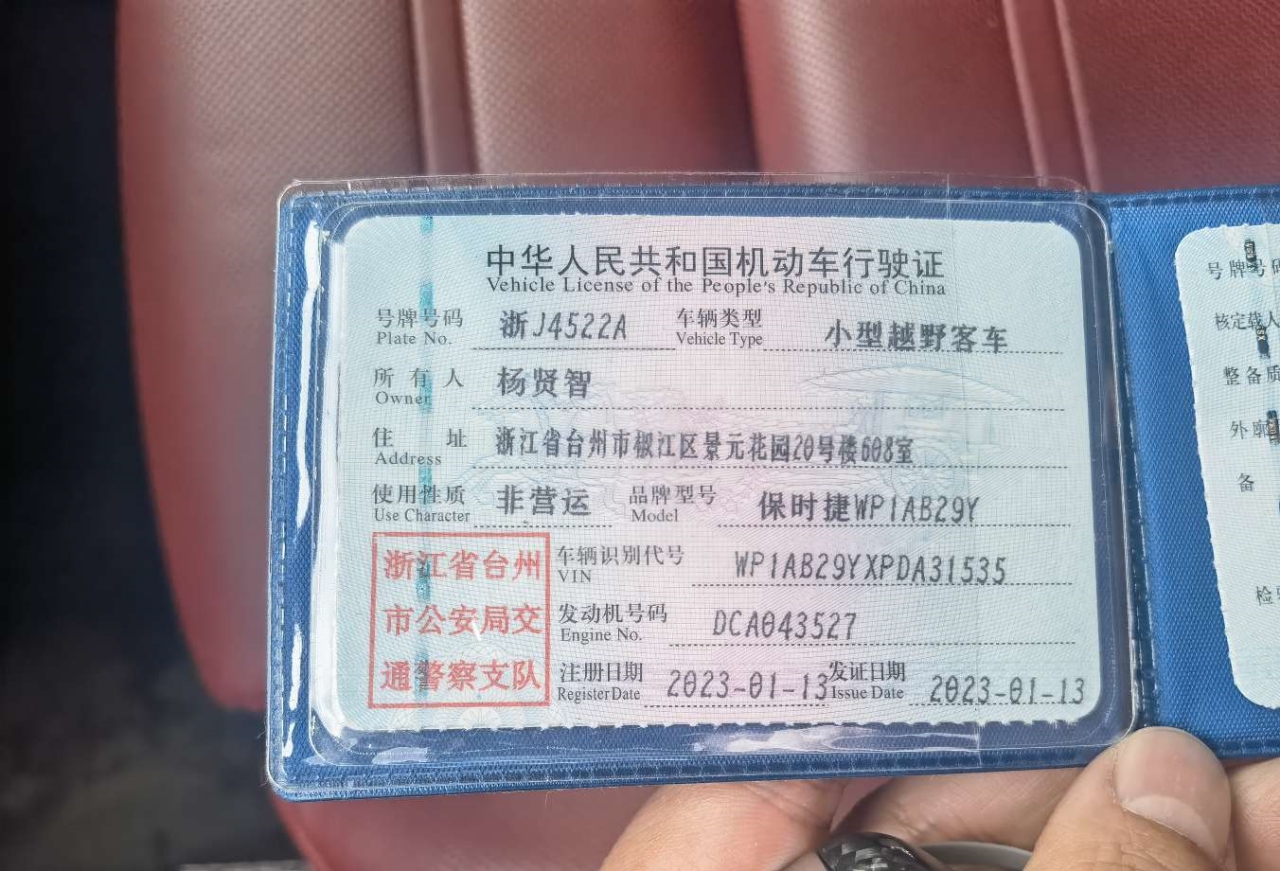 中华人民共和国机动车行驶证
Vehicle License of the People's Republic of China
号牌号码 浙J4522A 车辆类型 小型越野客车
Plate No. Vehicle Type
所有人 杨贤智
Owner
住址 浙江省台州市椒江区景元花园20号楼608室
Address
使用性质 非营运 品牌型号 保时捷WP1AB29Y
Use Character Model
浙江省台州
市公安局交
通警察支队
车辆识别代号 WP1AB29YXPDA31535
VIN
发动机号码 DCA043527
Engine No.
注册日期 2023-01-13 发证日期 2023-01-13
Register Date Issue Date
号牌号码
核定载人
整备质
外廓
备
检